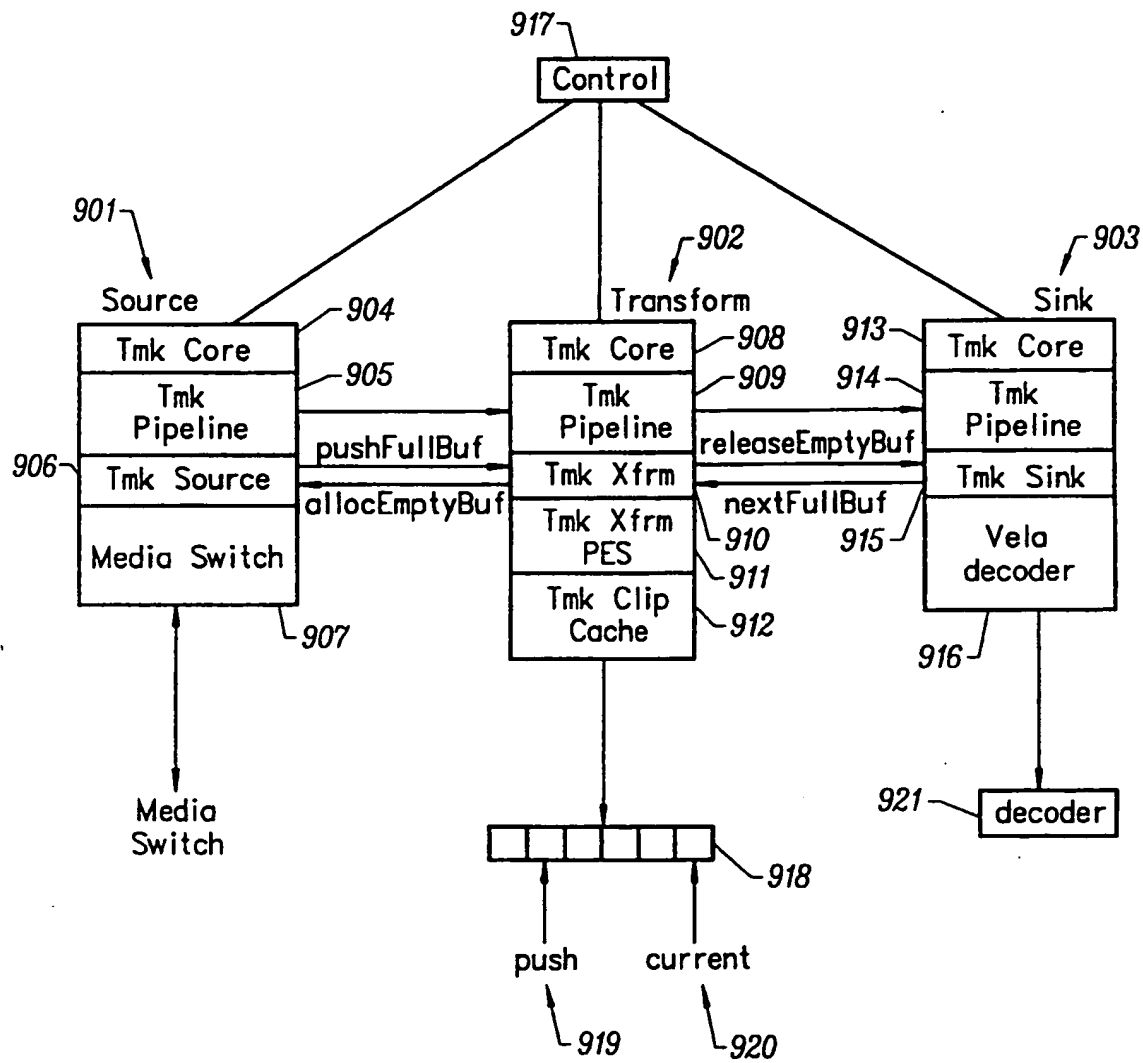 917
Control
901
902
903
Source
Transform
Sink
904
908
913
Tmk Core
Tmk Core
Tmk Core
905
909
914
Tmk
Pipeline
Tmk
Pipeline
Tmk
Pipeline
pushFullBuf
releaseEmptyBuf
906
Tmk Source
Tmk Xfrm
Tmk Sink
allocEmptyBuf
nextFullBuf
910
915
Media Switch
Tmk Xfrm
PES
Vela
decoder
911
Tmk Clip
Cache
912
907
916
Media
Switch
921
decoder
918
push
current
919
920